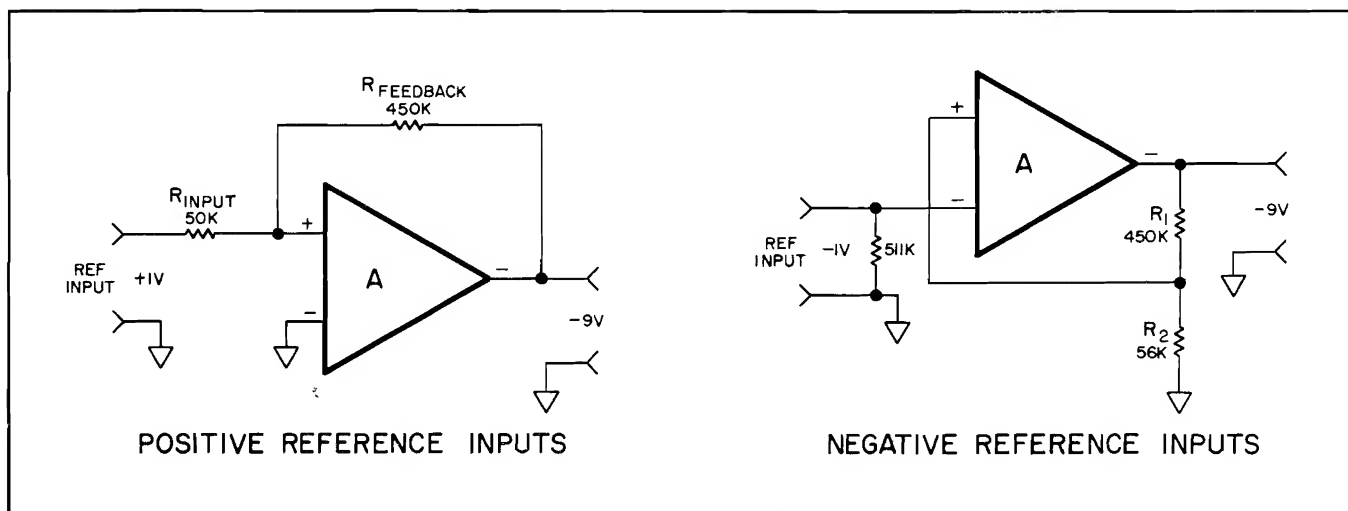 R FEEDBACK
450K
R INPUT
50K
+
A
−
−
REF INPUT
+1V
−9V
POSITIVE REFERENCE INPUTS
+
A
−
−
REF INPUT
−1V
511K
R1
450K
−9V
R2
56K
NEGATIVE REFERENCE INPUTS